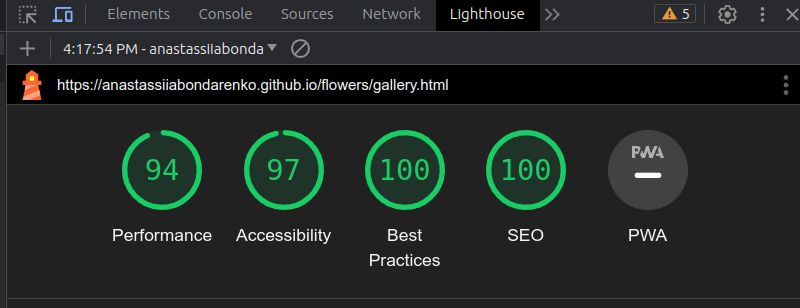 Elements Console Sources Network Lighthouse 5
4:17:54 PM - anastassiiabonda
https://anastassiiabondarenko.github.io/flowers/gallery.html
94 97 100 100 PWA
Performance Accessibility Best Practices SEO PWA